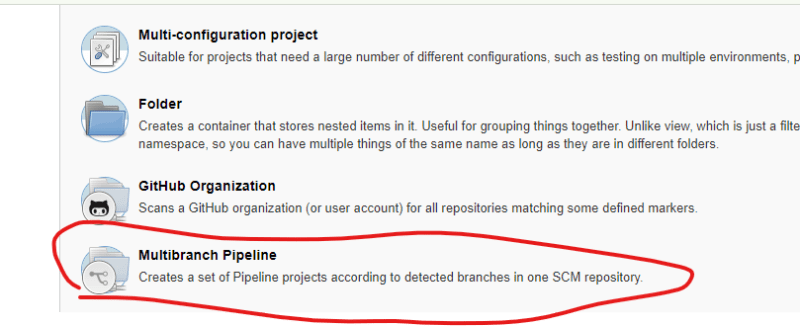 Multi-configuration project
Suitable for projects that need a large number of different configurations, such as testing on multiple environments, p
Folder
Creates a container that stores nested items in it. Useful for grouping things together. Unlike view, which is just a filte
namespace, so you can have multiple things of the same name as long as they are in different folders.
GitHub Organization
Scans a GitHub organization (or user account) for all repositories matching some defined markers.
Multibranch Pipeline
Creates a set of Pipeline projects according to detected branches in one SCM repository.